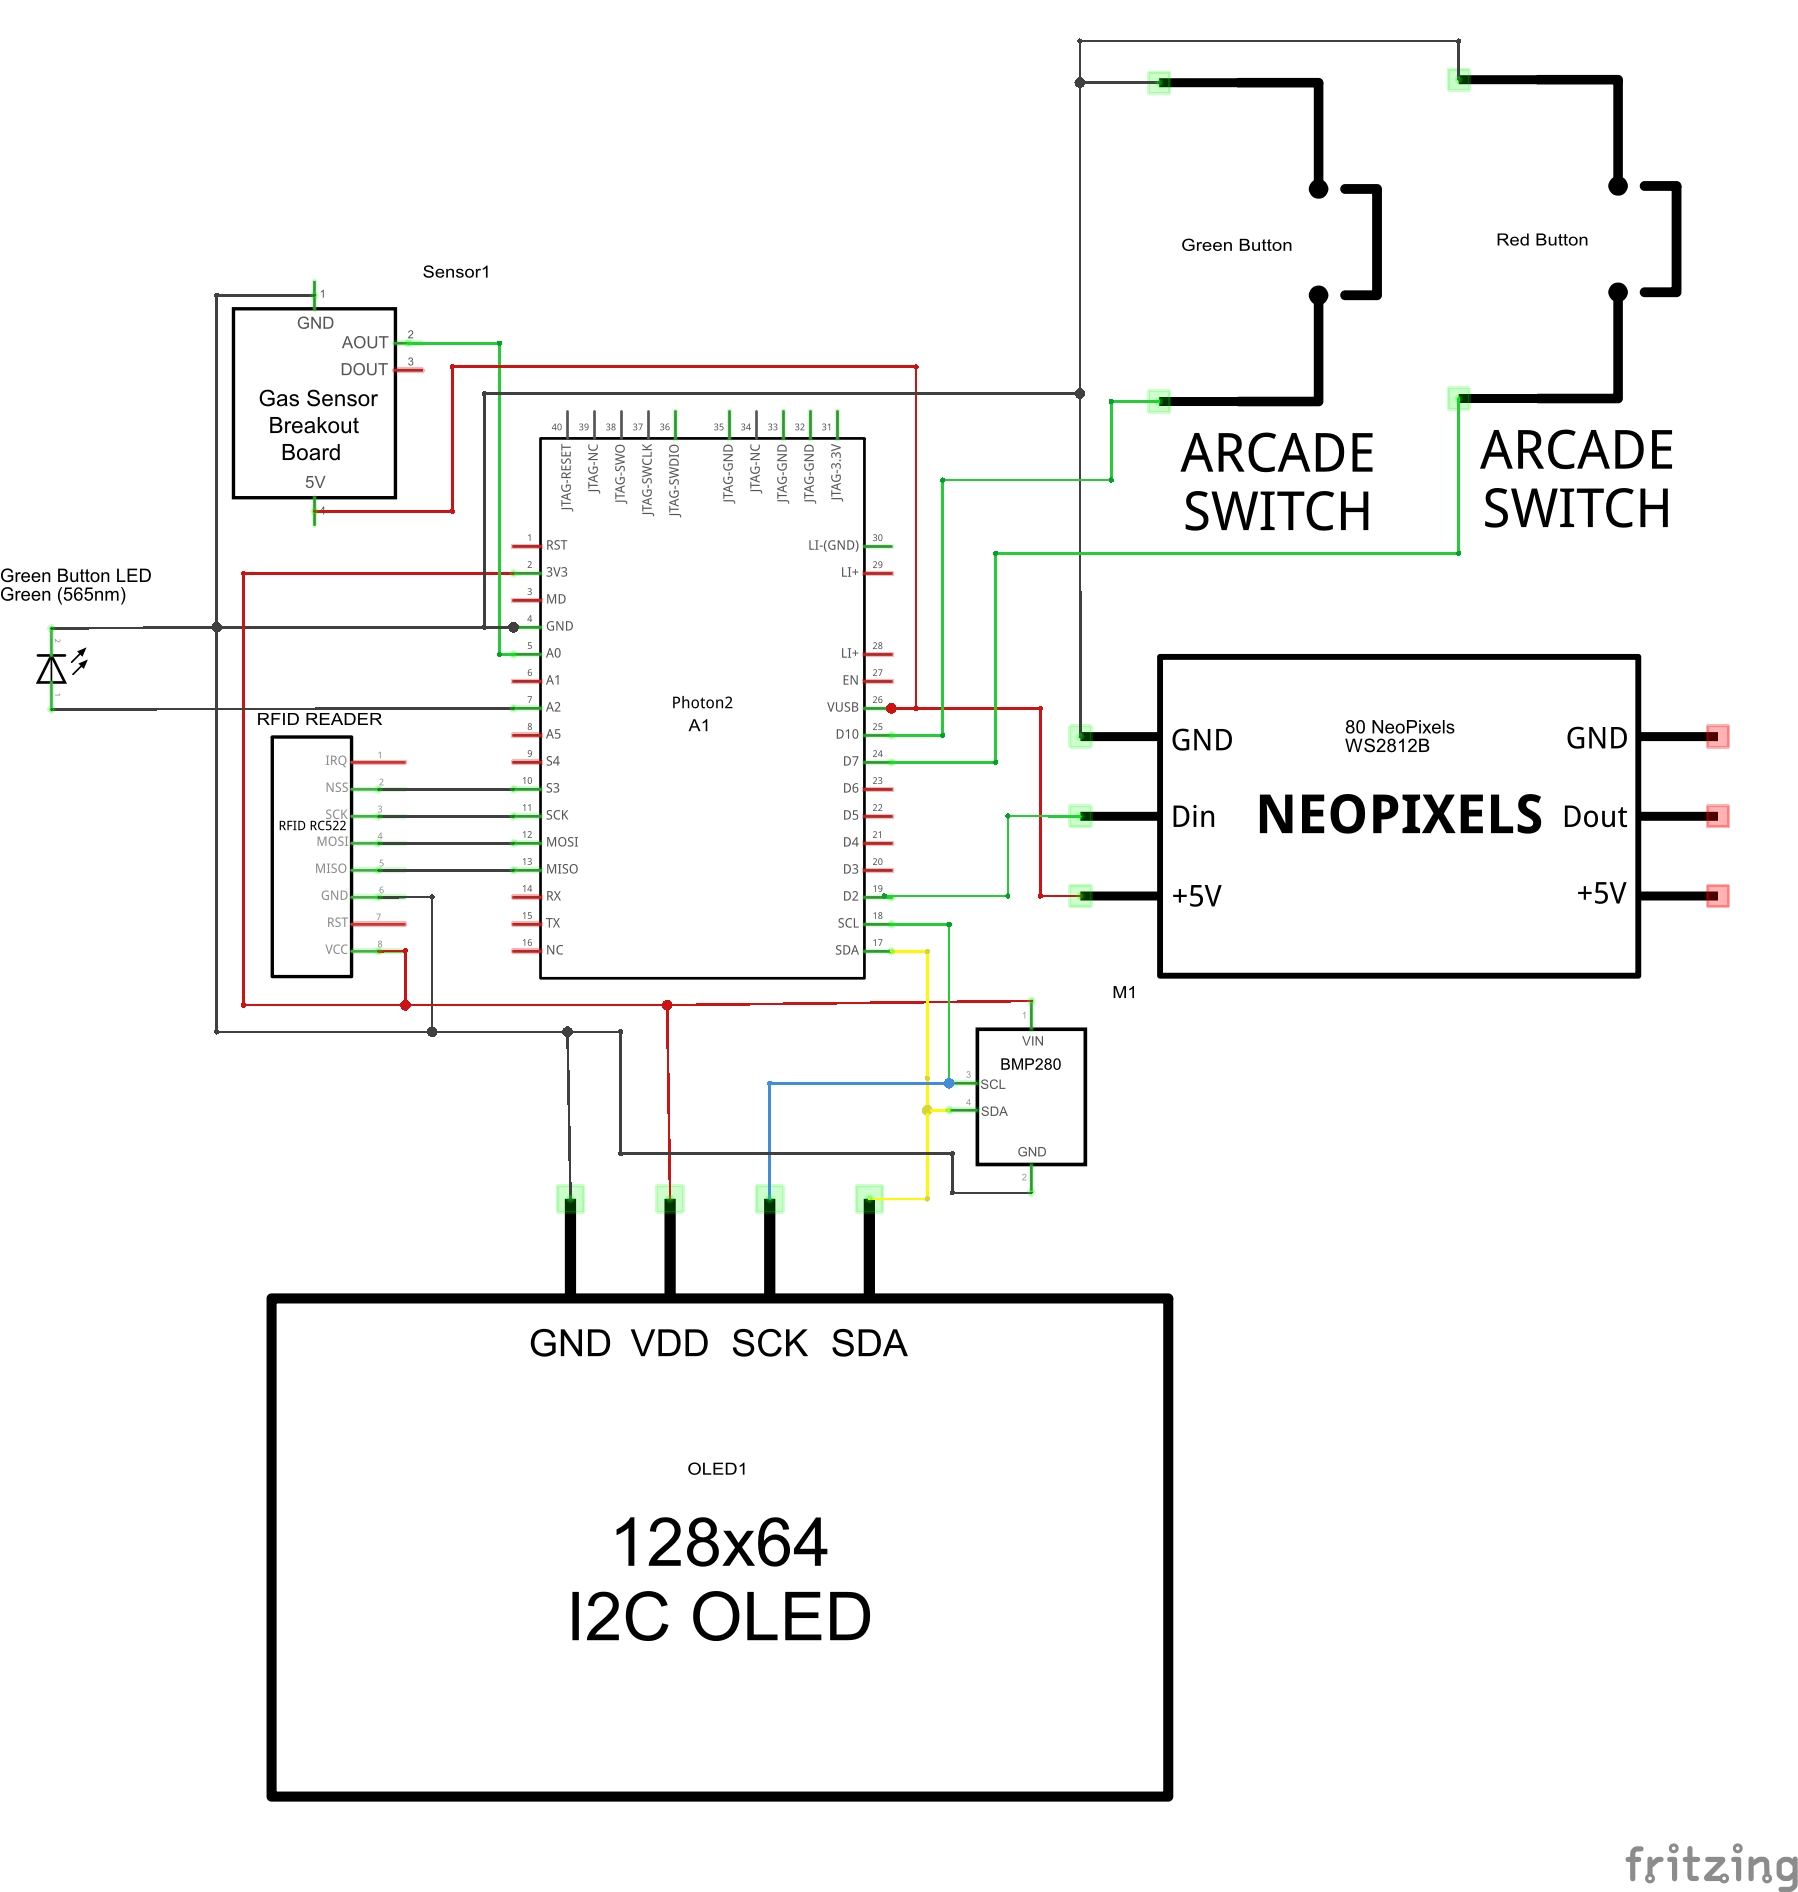 Sensor1
1
GND
AOUT 2
DOUT 3
Gas Sensor
Breakout
Board
5V
4
Green Button
Red Button
ARCADE
SWITCH
ARCADE
SWITCH
Green Button LED
Green (565nm)
2
1
40 39 38 37 36 35 34 33 32 31
JTAG-RESET
JTAG-NC
JTAG-SWO
JTAG-SWCLK
JTAG-SWDIO
JTAG-GND
JTAG-NC
JTAG-GND
JTAG-GND
JTAG-3.3V
1 RST
2 3V3
3 MD
4 GND
5 A0
6 A1
7 A2
8 A5
9 S4
10 S3
11 SCK
12 MOSI
13 MISO
14 RX
15 TX
16 NC
Photon2
A1
LI-(GND) 30
LI+ 29
LI+ 28
EN 27
VUSB 26
D10 25
D7 24
D6 23
D5 22
D4 21
D3 20
D2 19
SCL 18
SDA 17
RFID READER
IRQ 1
NSS 2
SCK 3
RFID RC522
MOSI 4
MISO 5
GND 6
RST 7
VCC 8
80 NeoPixels
WS2812B
GND
GND
Din
NEOPIXELS
Dout
+5V
+5V
M1
1
VIN
BMP280
3 SCL
4 SDA
GND
2
GND VDD SCK SDA
OLED1
128x64
I2C OLED
fritzing